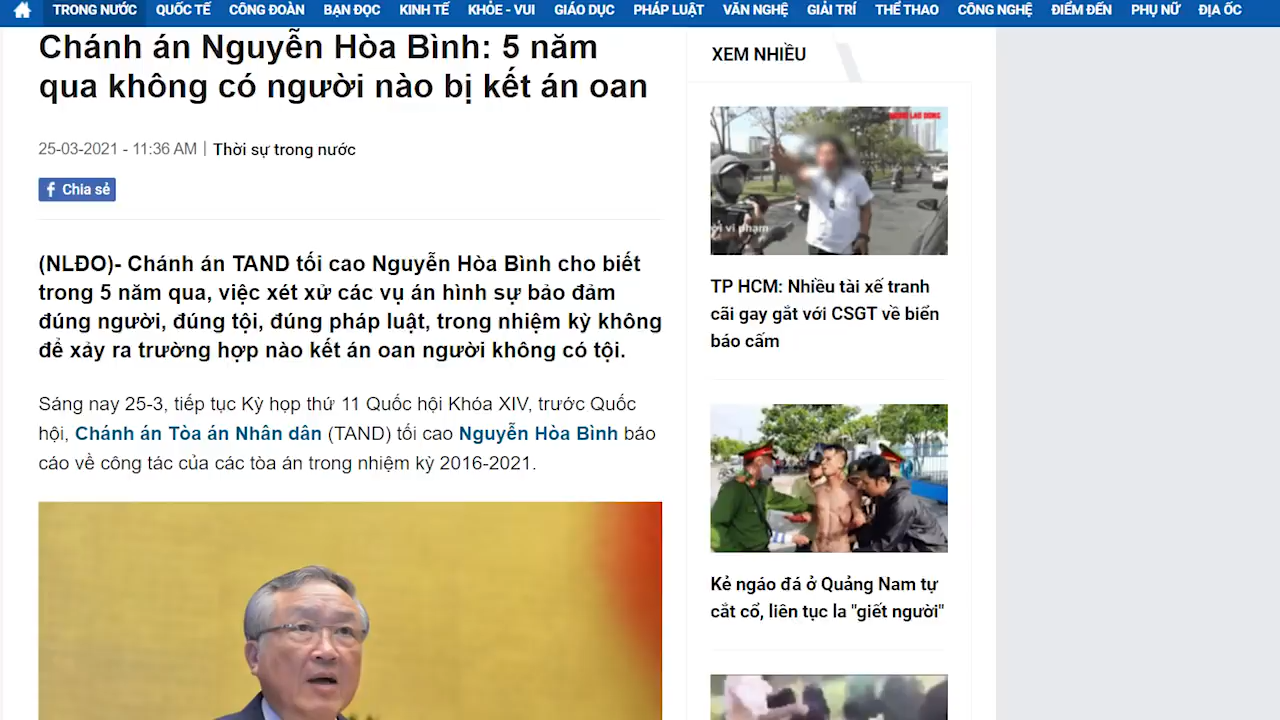 TRONG NƯỚC QUỐC TẾ CÔNG ĐOÀN BẠN ĐỌC KINH TẾ KHỎE - VUI GIÁO DỤC PHÁP LUẬT VĂN NGHỆ GIẢI TRÍ THỂ THAO CÔNG NGHỆ ĐIỂM ĐẾN PHỤ NỮ ĐỊA ỐC
Chánh án Nguyễn Hòa Bình: 5 năm
qua không có người nào bị kết án oan
25-03-2021 - 11:36 AM | Thời sự trong nước
f Chia sẻ
(NLĐO)- Chánh án TAND tối cao Nguyễn Hòa Bình cho biết
trong 5 năm qua, việc xét xử các vụ án hình sự bảo đảm
đúng người, đúng tội, đúng pháp luật, trong nhiệm kỳ không
để xảy ra trường hợp nào kết án oan người không có tội.
Sáng nay 25-3, tiếp tục Kỳ họp thứ 11 Quốc hội Khóa XIV, trước Quốc
hội, Chánh án Tòa án Nhân dân (TAND) tối cao Nguyễn Hòa Bình báo
cáo về công tác của các tòa án trong nhiệm kỳ 2016-2021.
XEM NHIỀU
NGƯỜI LAO ĐỘNG
ời vi phạm
TP HCM: Nhiều tài xế tranh
cãi gay gắt với CSGT về biển
báo cấm
Kẻ ngáo đá ở Quảng Nam tự
cắt cổ, liên tục la "giết người"